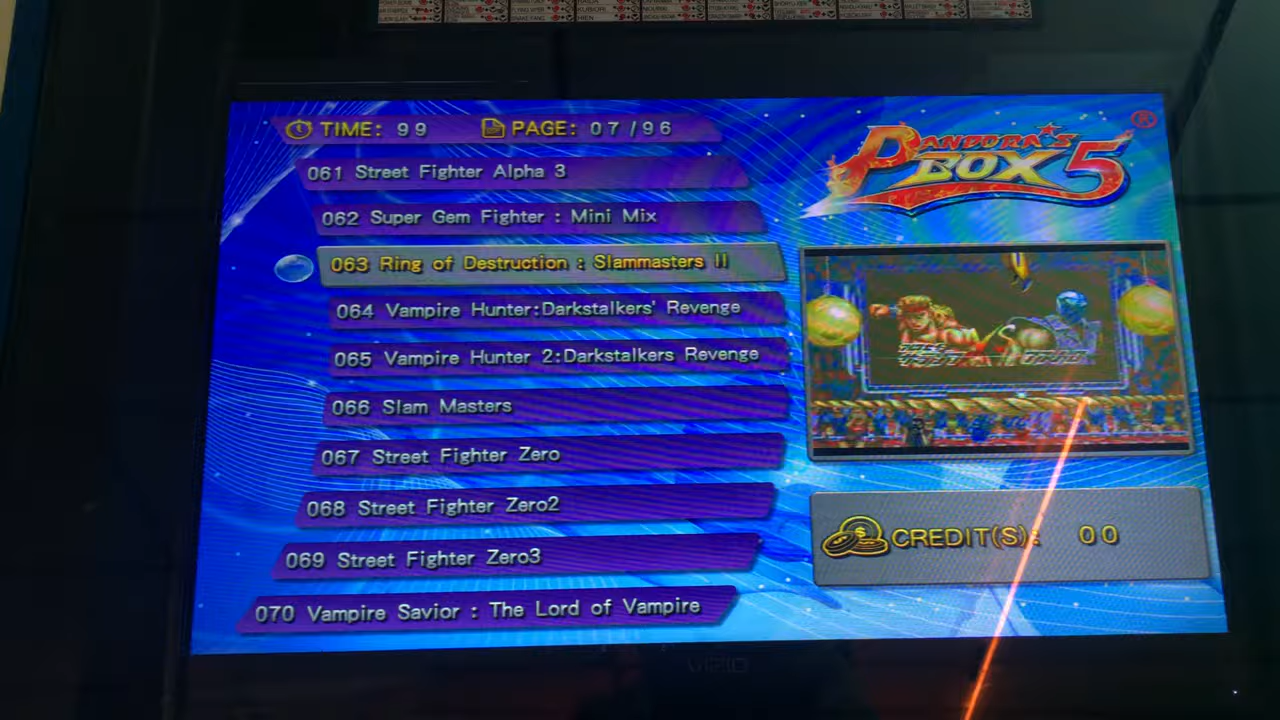 TIME: 99
PAGE: 07/96
PANDORA'S
BOX 5
®
061 Street Fighter Alpha 3
062 Super Gem Fighter : Mini Mix
063 Ring of Destruction : Slammasters II
064 Vampire Hunter:Darkstalkers' Revenge
065 Vampire Hunter 2:Darkstalkers Revenge
066 Slam Masters
067 Street Fighter Zero
068 Street Fighter Zero2
069 Street Fighter Zero3
070 Vampire Savior : The Lord of Vampire
CREDIT(S): 00
VIZIO